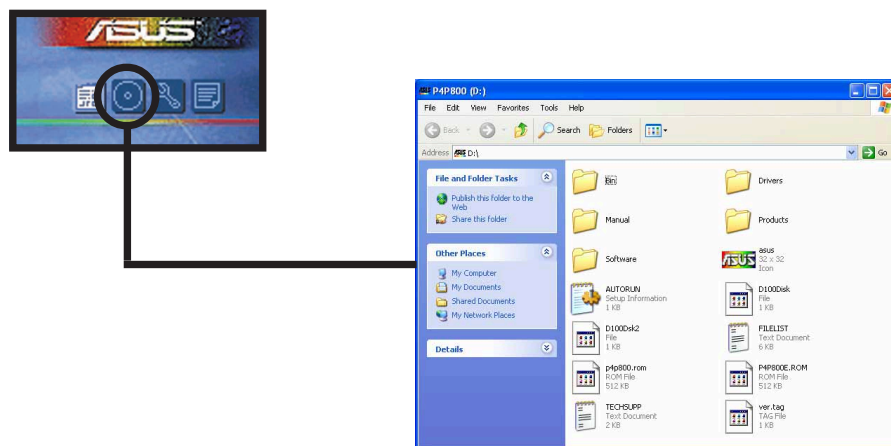 ASUS
P4P800 (D:)
File Edit View Favorites Tools Help
Back Search Folders
Address D:\ Go
File and Folder Tasks
Publish this folder to the
Web
Share this folder
Other Places
My Computer
My Documents
Shared Documents
My Network Places
Details
Bin
Drivers
Manual
Products
Software
ASUS
asus
32 x 32
Icon
AUTORUN
Setup Information
1 KB
D100Disk
File
1 KB
D100Dsk2
File
1 KB
FILELIST
Text Document
6 KB
p4p800.rom
ROM File
512 KB
P4P800E.ROM
ROM File
512 KB
TECHSUPP
Text Document
2 KB
ver.tag
TAG File
1 KB